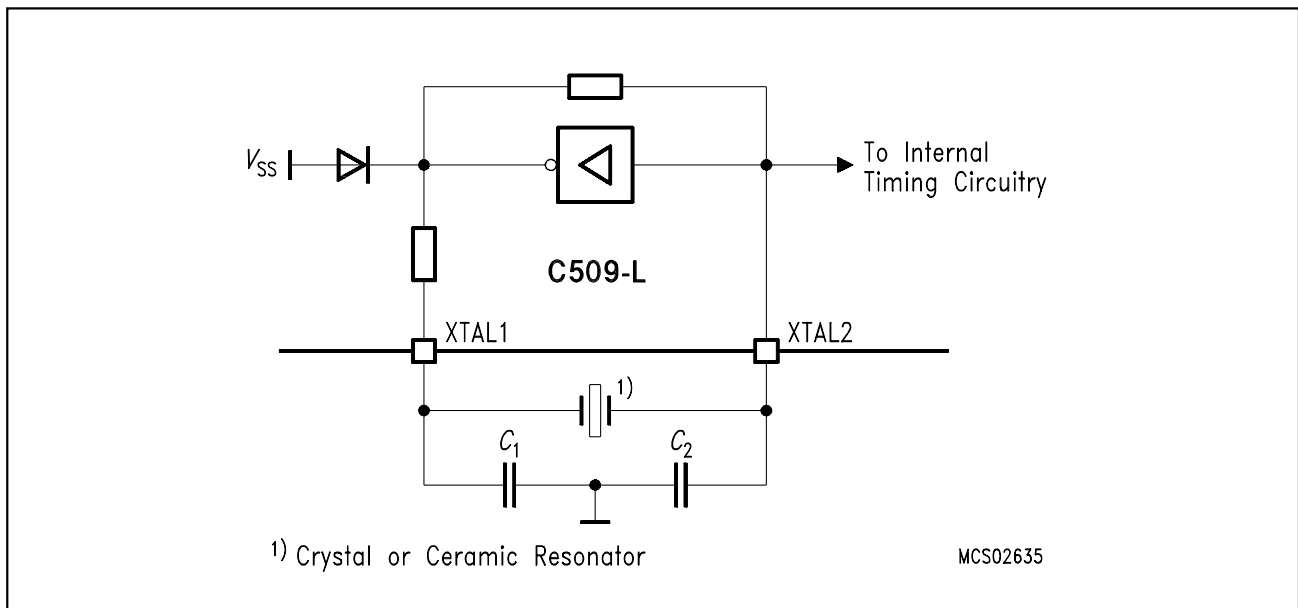 VSS
To Internal
Timing Circuitry
C509-L
XTAL1
XTAL2
1)
C1
C2
1) Crystal or Ceramic Resonator
MCS02635